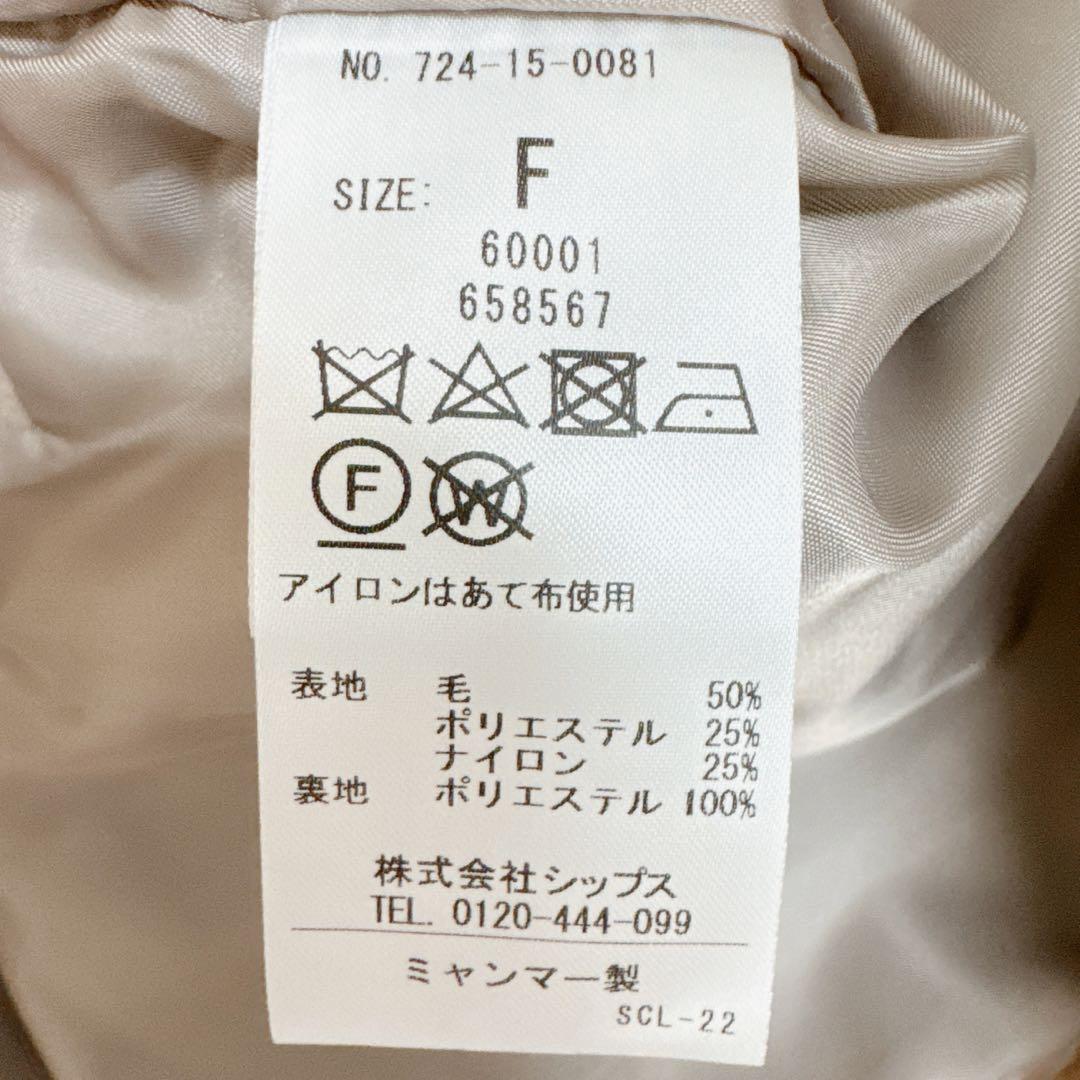 NO. 724-15-0081
SIZE: F
60001
658567
F W
アイロンはあて布使用
表地 毛 50%
ポリエステル 25%
ナイロン 25%
裏地 ポリエステル 100%
株式会社シップス
TEL. 0120-444-099
ミャンマー製
SCL-22